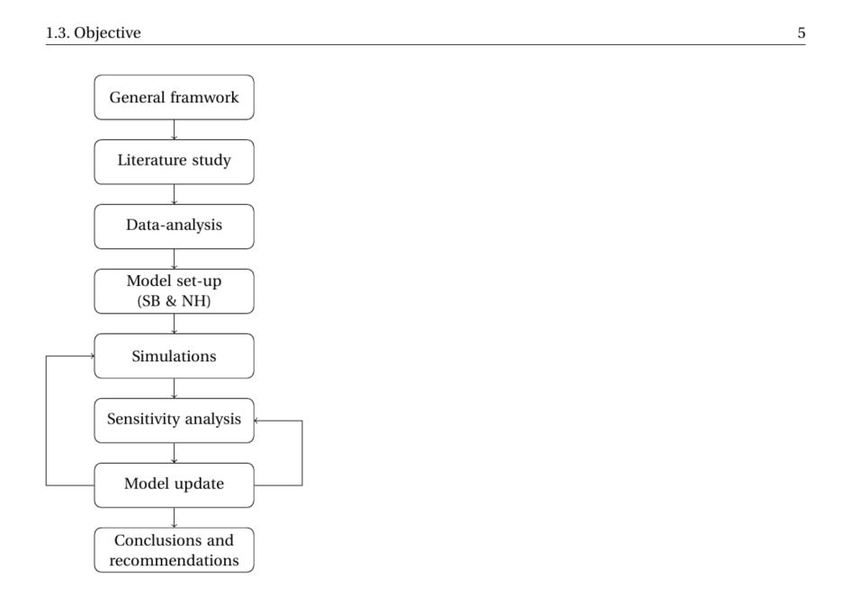 1.3. Objective 5
General framwork
Literature study
Data-analysis
Model set-up
(SB & NH)
Simulations
Sensitivity analysis
Model update
Conclusions and
recommendations